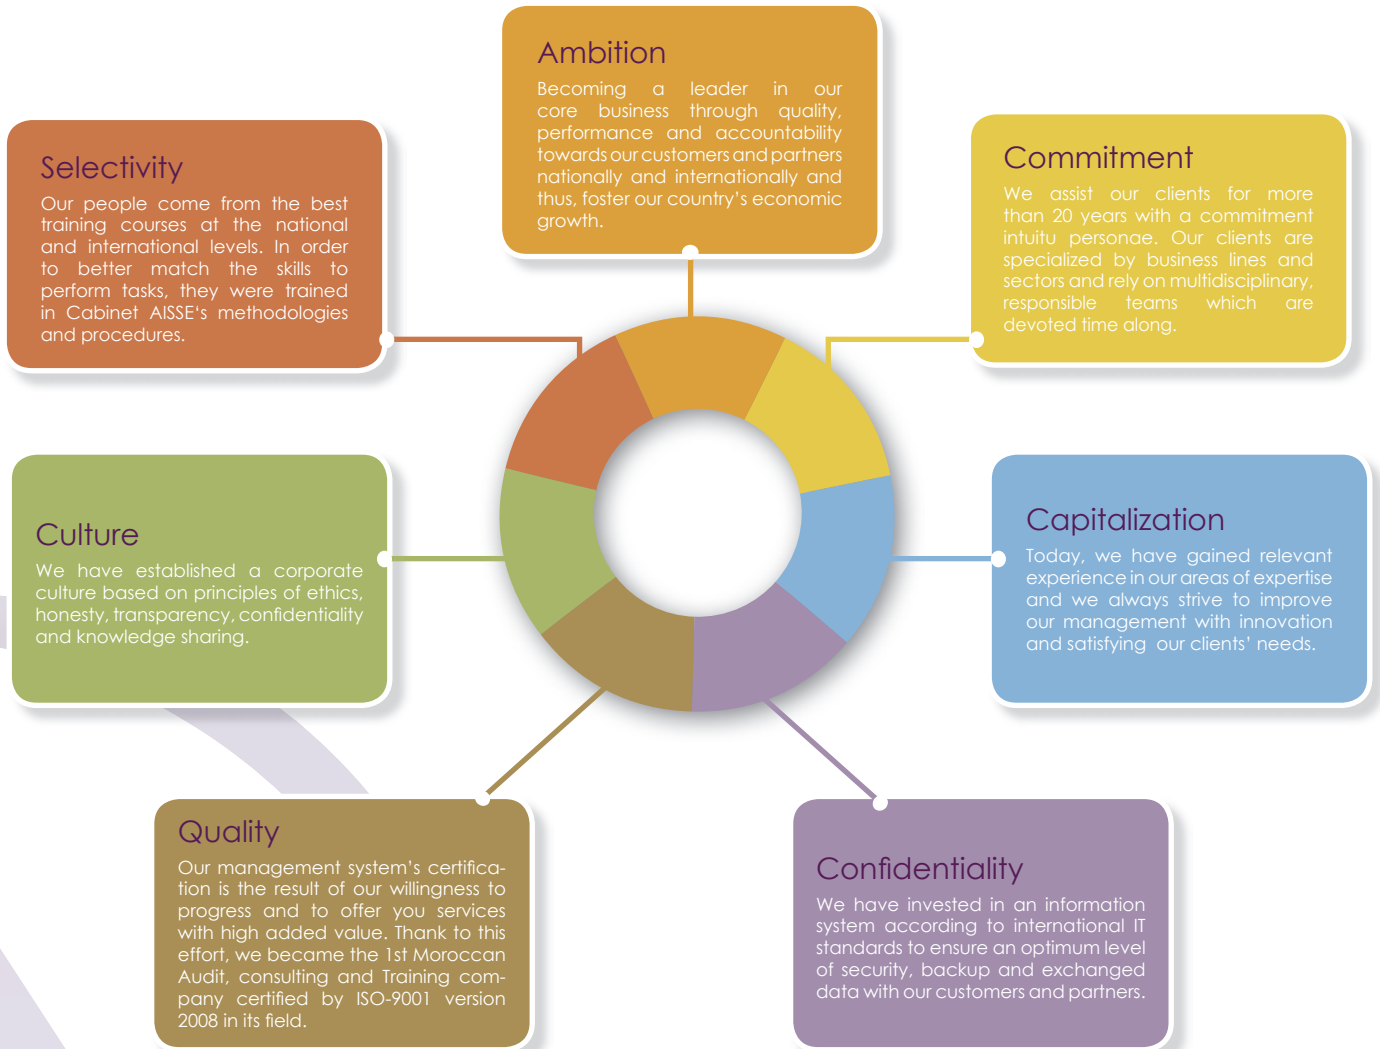 Ambition
Becoming a leader in our
core business through quality,
performance and accountability
towards our customers and partners
nationally and internationally and
thus, foster our country's economic
growth.
Selectivity
Our people come from the best
training courses at the national
and international levels. In order
to better match the skills to
perform tasks, they were trained
in Cabinet AISSE's methodologies
and procedures.
Commitment
We assist our clients for more
than 20 years with a commitment
intuitu personae. Our clients are
specialized by business lines and
sectors and rely on multidisciplinary,
responsible teams which are
devoted time along.
Culture
We have established a corporate
culture based on principles of ethics,
honesty, transparency, confidentiality
and knowledge sharing.
Capitalization
Today, we have gained relevant
experience in our areas of expertise
and we always strive to improve
our management with innovation
and satisfying our clients' needs.
Quality
Our management system's certifica-
tion is the result of our willingness to
progress and to offer you services
with high added value. Thank to this
effort, we became the 1st Moroccan
Audit, consulting and Training com-
pany certified by ISO-9001 version
2008 in its field.
Confidentiality
We have invested in an information
system according to international IT
standards to ensure an optimum level
of security, backup and exchanged
data with our customers and partners.